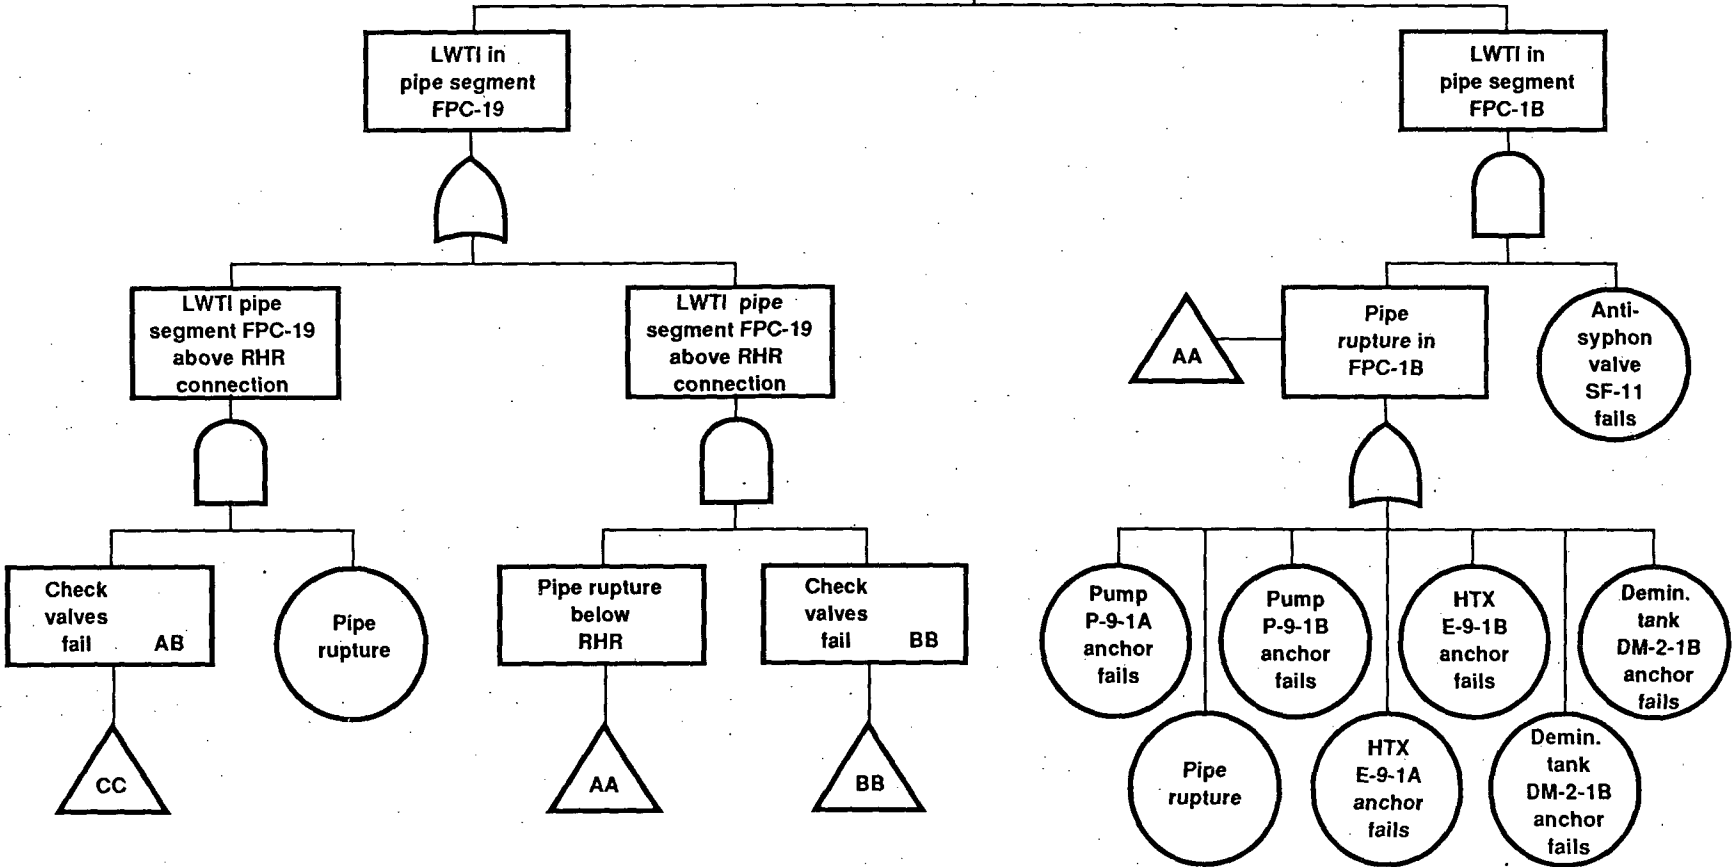 LWTI in
pipe segment
FPC-19
LWTI in
pipe segment
FPC-1B
LWTI pipe
segment FPC-19
above RHR
connection
LWTI pipe
segment FPC-19
above RHR
connection
AA
Pipe
rupture in
FPC-1B
Anti-
syphon
valve
SF-11
fails
Check
valves
fail AB
Pipe
rupture
Pipe rupture
below
RHR
Check
valves
fail BB
CC
AA
BB
Pump
P-9-1A
anchor
fails
Pump
P-9-1B
anchor
fails
HTX
E-9-1B
anchor
fails
Demin.
tank
DM-2-1B
anchor
fails
Pipe
rupture
HTX
E-9-1A
anchor
fails
Demin.
tank
DM-2-1B
anchor
fails